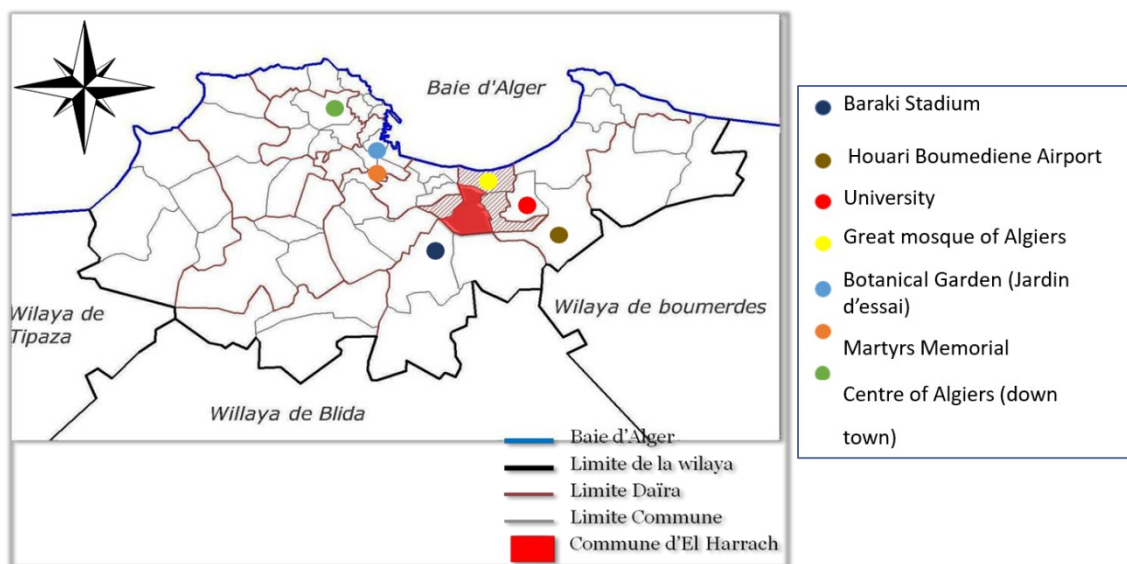 Baie d'Alger
Wilaya de
Tipaza
Wilaya de boumerdes
Willaya de Blida
Baie d'Alger
Limite de la wilaya
Limite Daïra
Limite Commune
Commune d'El Harrach
Baraki Stadium
Houari Boumediene Airport
University
Great mosque of Algiers
Botanical Garden (Jardin
d'essai)
Martyrs Memorial
Centre of Algiers (down
town)